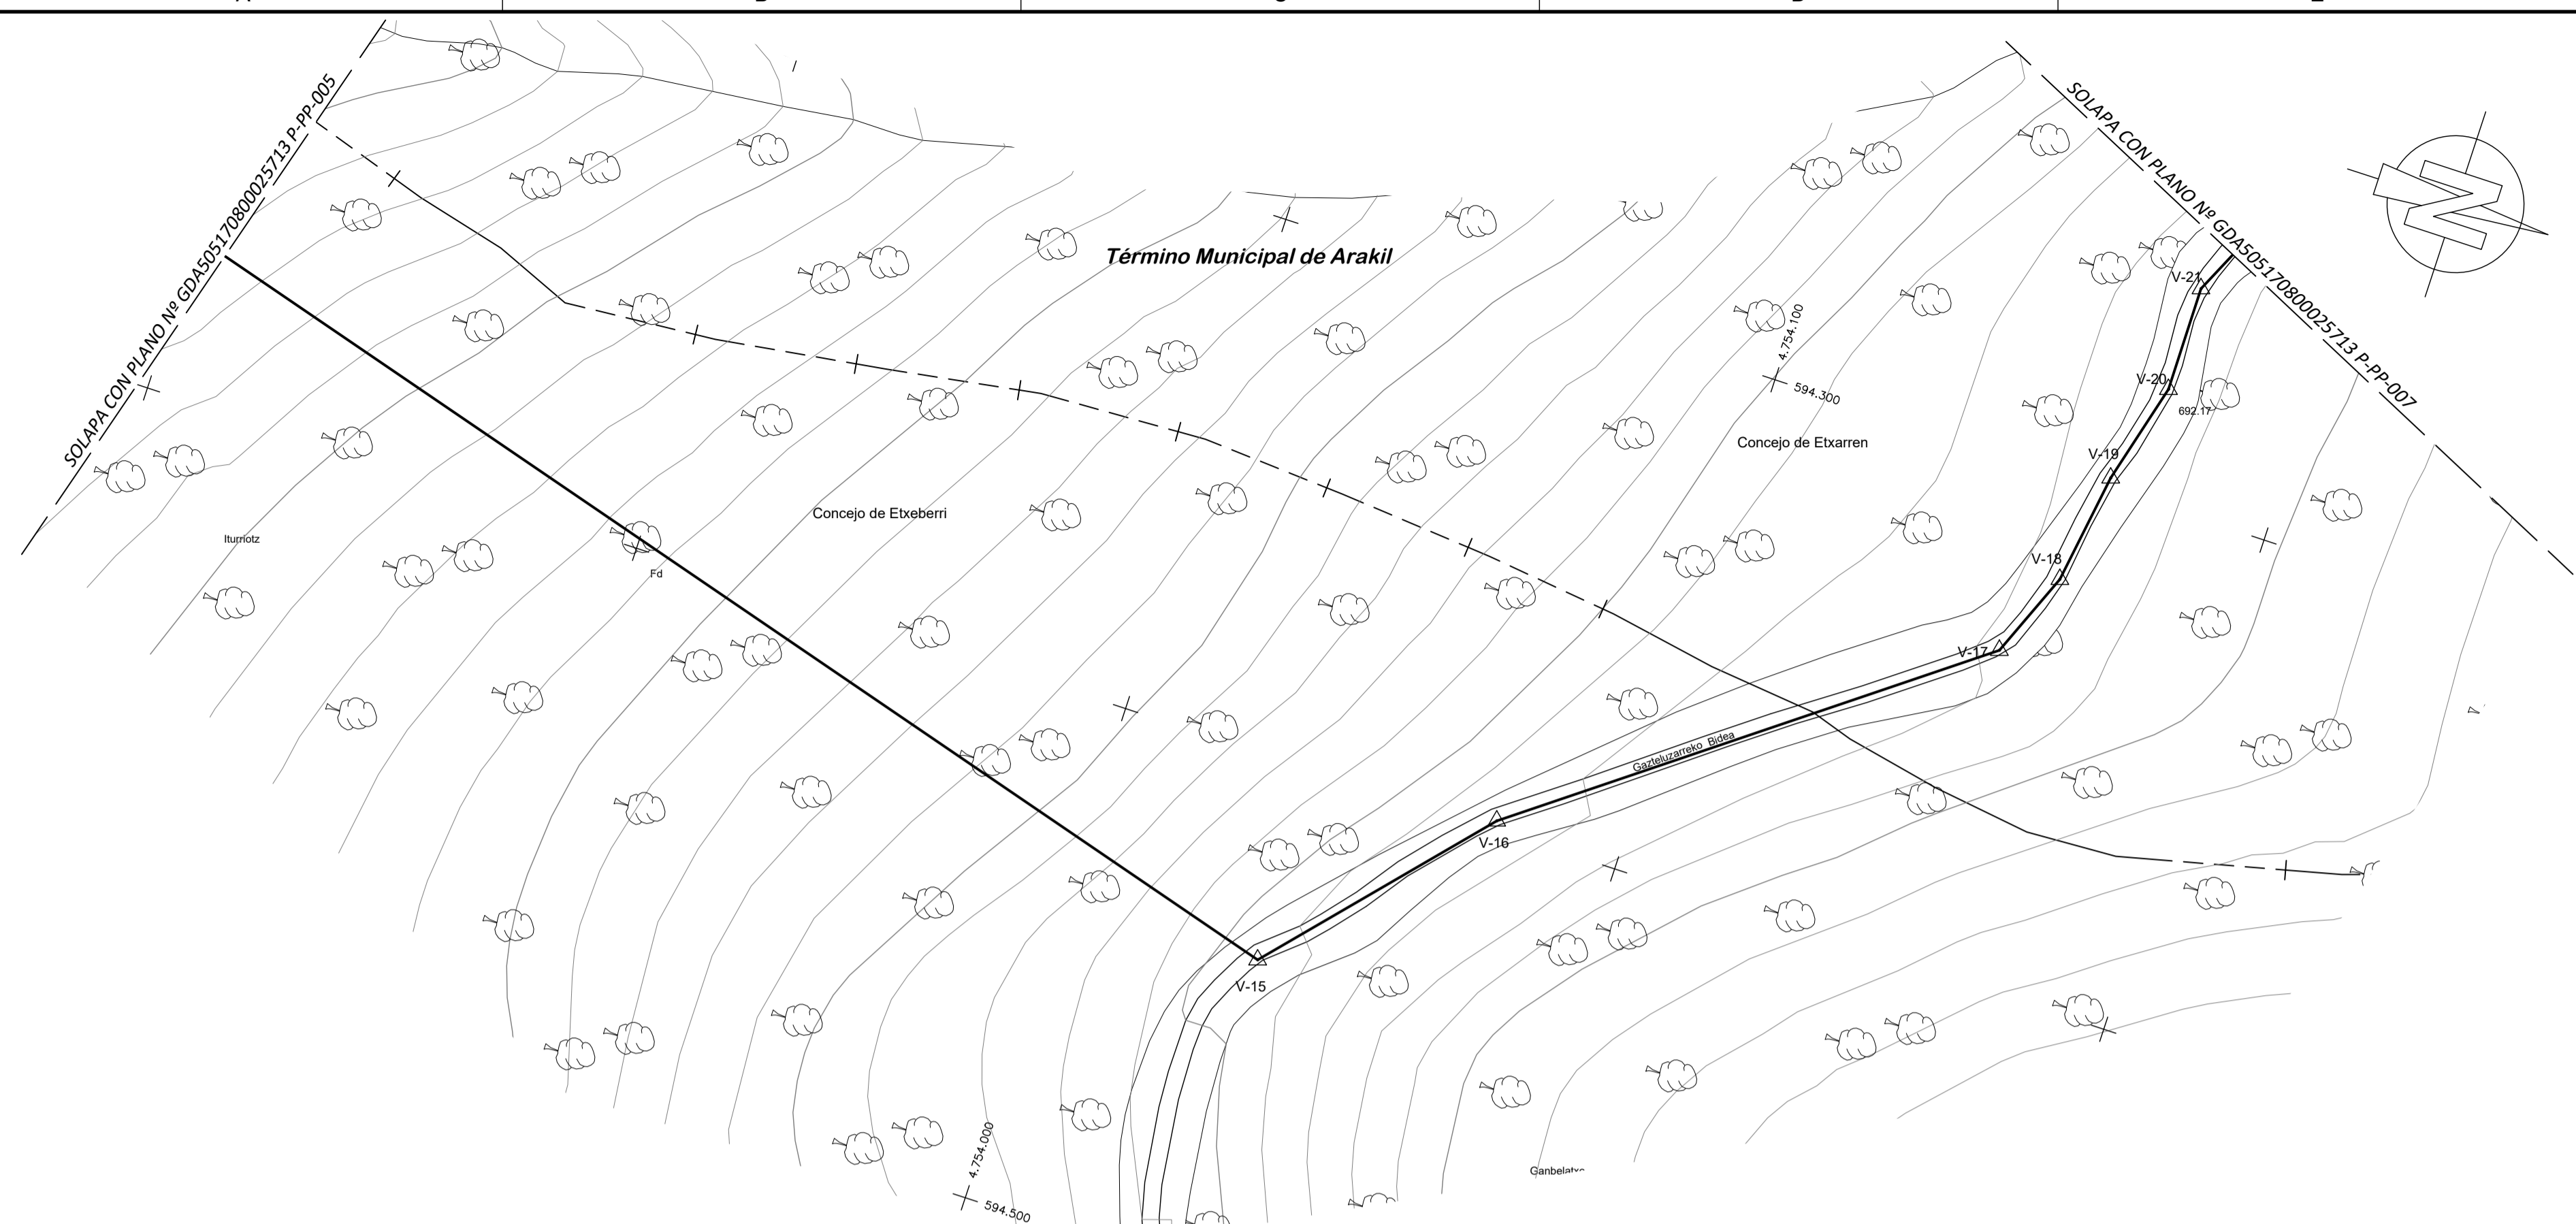 SOLAPA CON PLANO Nº GDA5051708000025713 P-PP-005
SOLAPA CON PLANO Nº GDA5051708000025713 P-PP-007
N
Término Municipal de Arakil
V-21
4.754.100
594.300
V-20
692.17
Concejo de Etxarren
V-19
Concejo de Etxeberri
Iturriotz
Fd
V-18
V-17
Gazteluzarreko Bidea
V-16
V-15
4.754.000
594.500